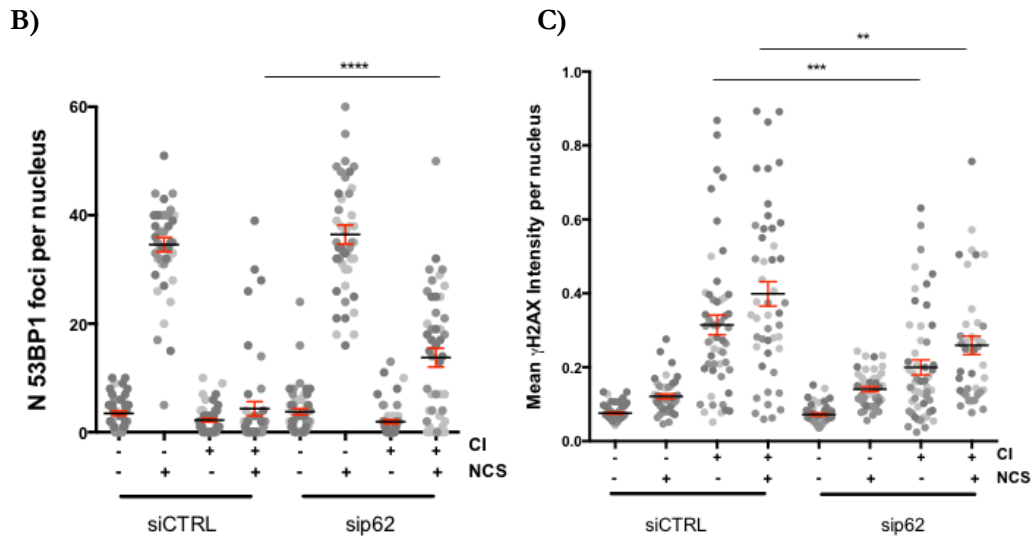 B)
****
N 53BP1 foci per nucleus
60
40
20
0
- - + + - - + + CI
- + - + - + - + NCS
siCTRL sip62
C)
**
***
Mean γH2AX Intensity per nucleus
1.0
0.8
0.6
0.4
0.2
0.0
- - + + - - + + CI
- + - + - + - + NCS
siCTRL sip62